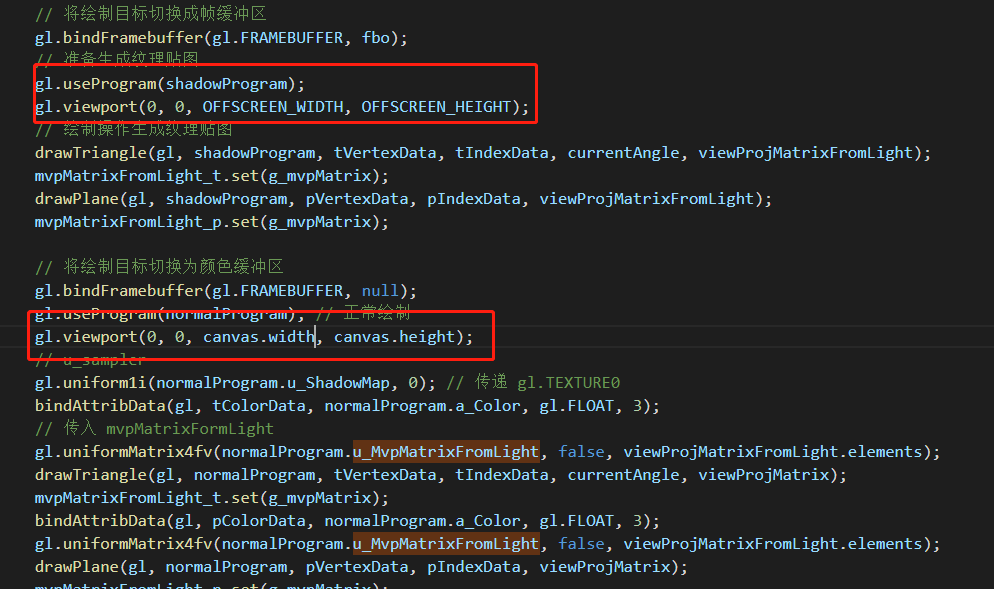 // 将绘制目标切换成帧缓冲区
gl.bindFramebuffer(gl.FRAMEBUFFER, fbo);
// 准备生成纹理贴图
gl.useProgram(shadowProgram);
gl.viewport(0, 0, OFFSCREEN_WIDTH, OFFSCREEN_HEIGHT);
// 绘制操作生成纹理贴图
drawTriangle(gl, shadowProgram, tVertexData, tIndexData, currentAngle, viewProjMatrixFromLight);
mvpMatrixFromLight_t.set(g_mvpMatrix);
drawPlane(gl, shadowProgram, pVertexData, pIndexData, viewProjMatrixFromLight);
mvpMatrixFromLight_p.set(g_mvpMatrix);
// 将绘制目标切换为颜色缓冲区
gl.bindFramebuffer(gl.FRAMEBUFFER, null);
gl.useProgram(normalProgram); // 正常绘制
gl.viewport(0, 0, canvas.width, canvas.height);
// u_sampler
gl.uniform1i(normalProgram.u_ShadowMap, 0); // 传递 gl.TEXTURE0
bindAttribData(gl, tColorData, normalProgram.a_Color, gl.FLOAT, 3);
// 传入 mvpMatrixFormLight
gl.uniformMatrix4fv(normalProgram.u_MvpMatrixFromLight, false, viewProjMatrixFromLight.elements);
drawTriangle(gl, normalProgram, tVertexData, tIndexData, currentAngle, viewProjMatrix);
mvpMatrixFromLight_t.set(g_mvpMatrix);
bindAttribData(gl, pColorData, normalProgram.a_Color, gl.FLOAT, 3);
gl.uniformMatrix4fv(normalProgram.u_MvpMatrixFromLight, false, viewProjMatrixFromLight.elements);
drawPlane(gl, normalProgram, pVertexData, pIndexData, viewProjMatrix);
mvpMatrixFromLight_p.set(g_mvpMatrix);